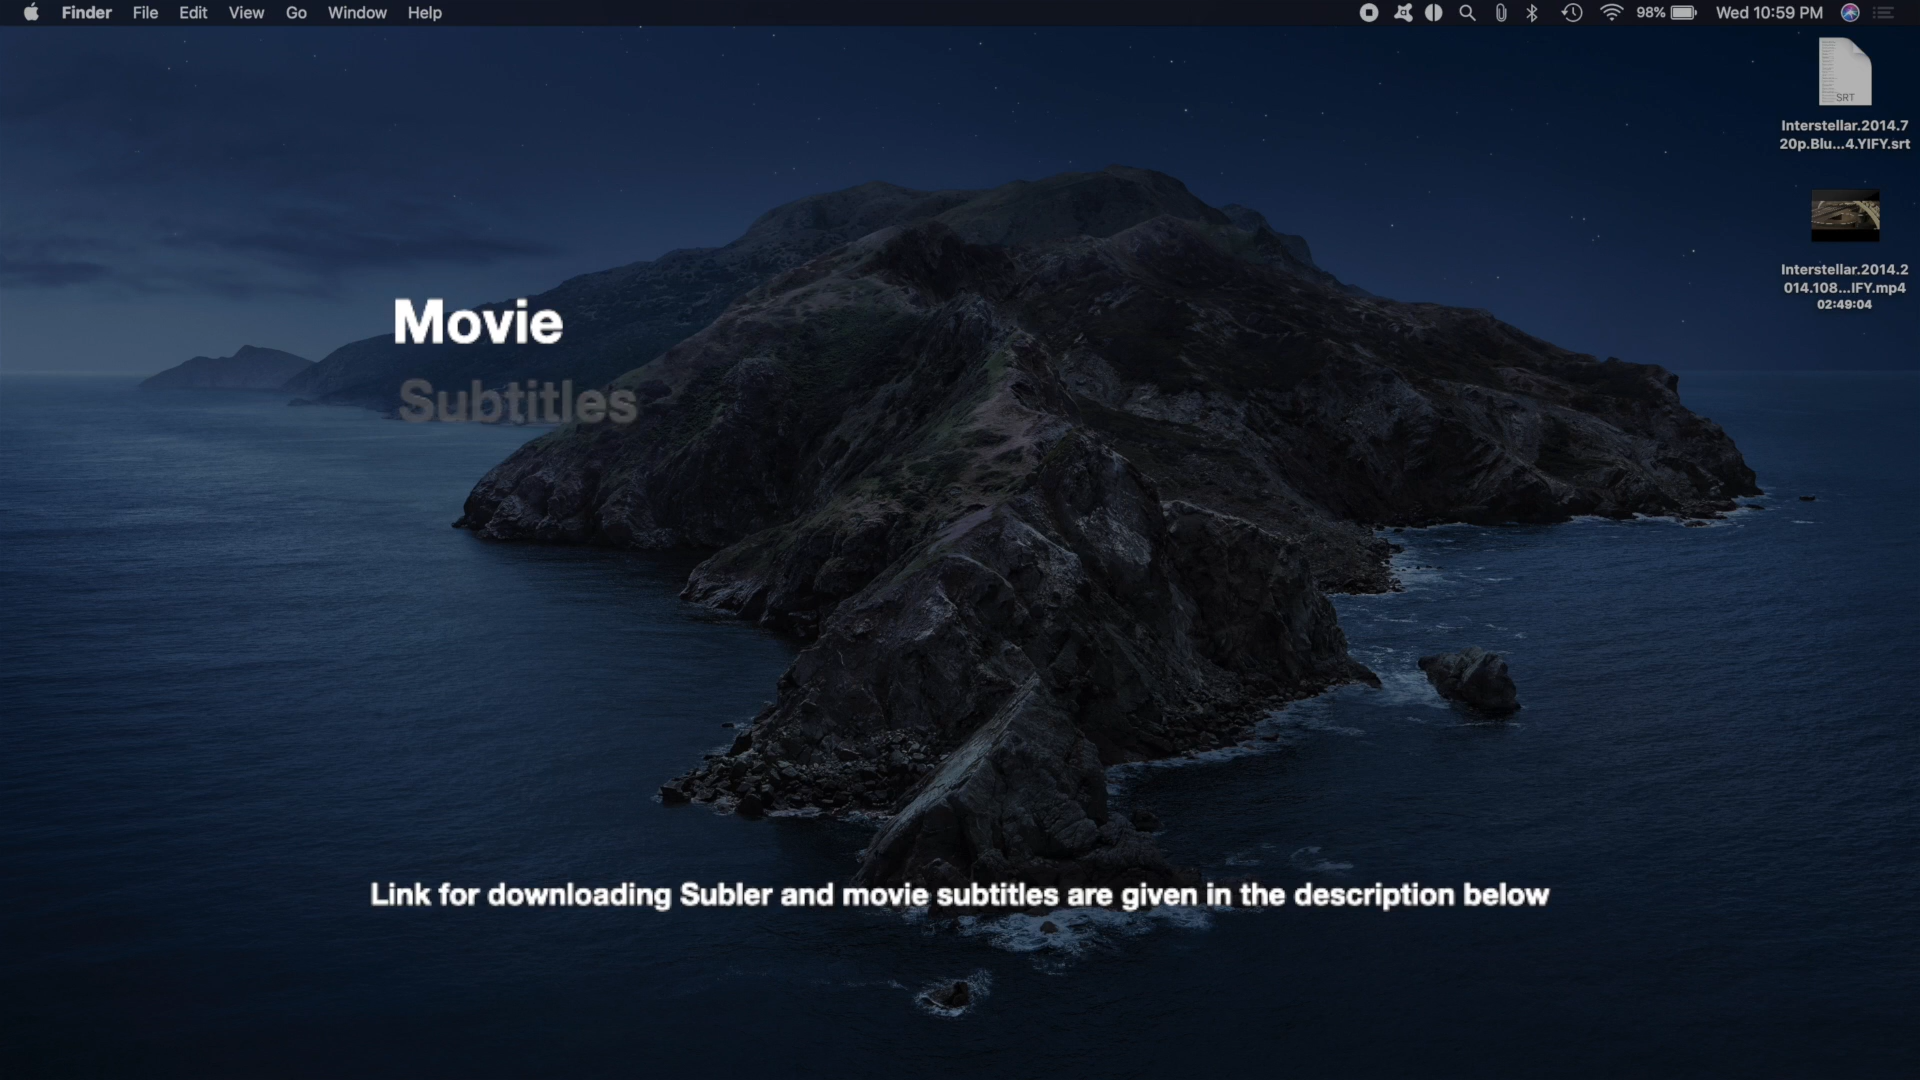 Finder File Edit View Go Window Help 98% Wed 10:59 PM
SRT
Interstellar.2014.7
20p.Blu...4.YIFY.srt
Interstellar.2014.2
014.108...IFY.mp4
02:49:04
Movie
Subtitles
Link for downloading Subler and movie subtitles are given in the description below